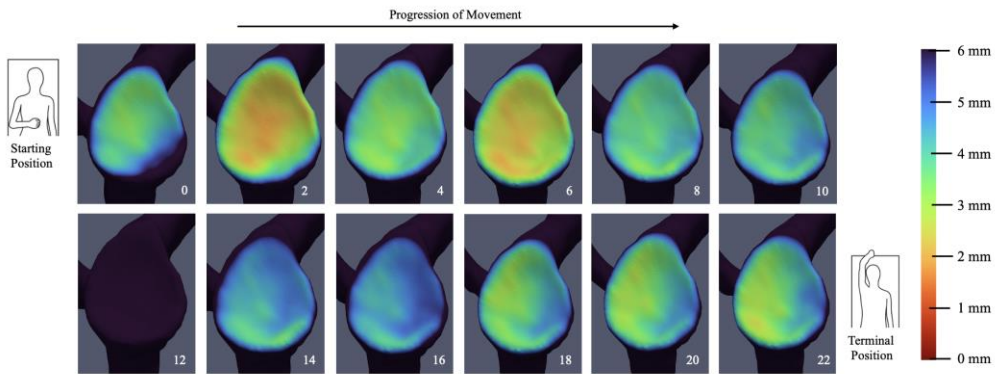 Progression of Movement
Starting
Position
0
2
4
6
8
10
12
14
16
18
20
22
Terminal
Position
6 mm
5 mm
4 mm
3 mm
2 mm
1 mm
0 mm